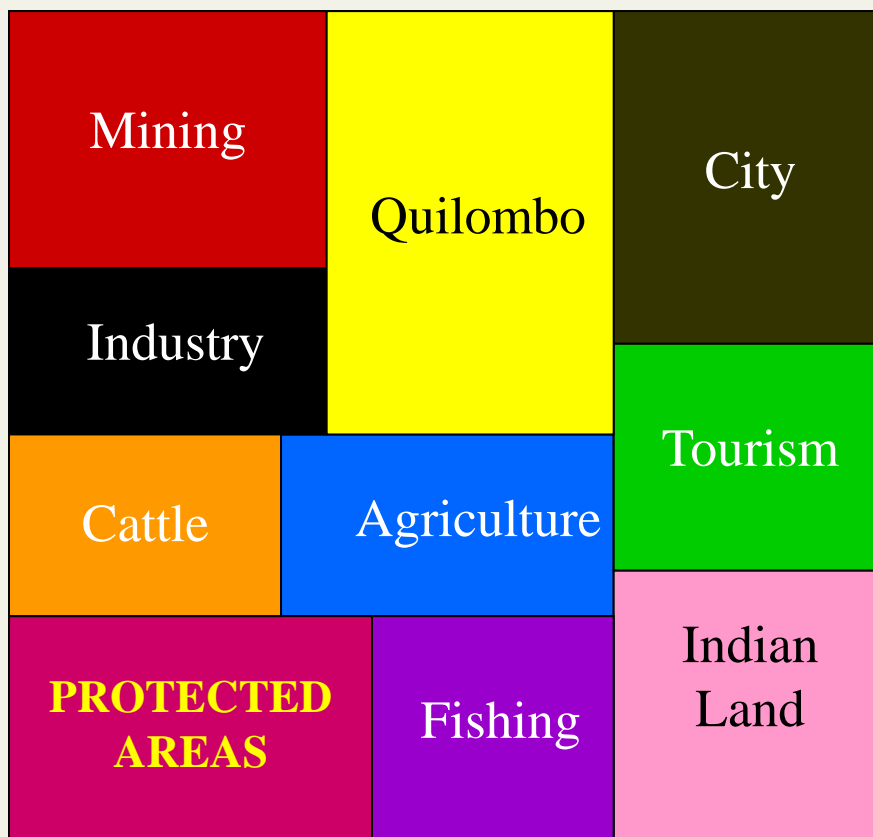 Mining
Quilombo
City
Industry
Tourism
Cattle
Agriculture
Indian
Land
PROTECTED
AREAS
Fishing